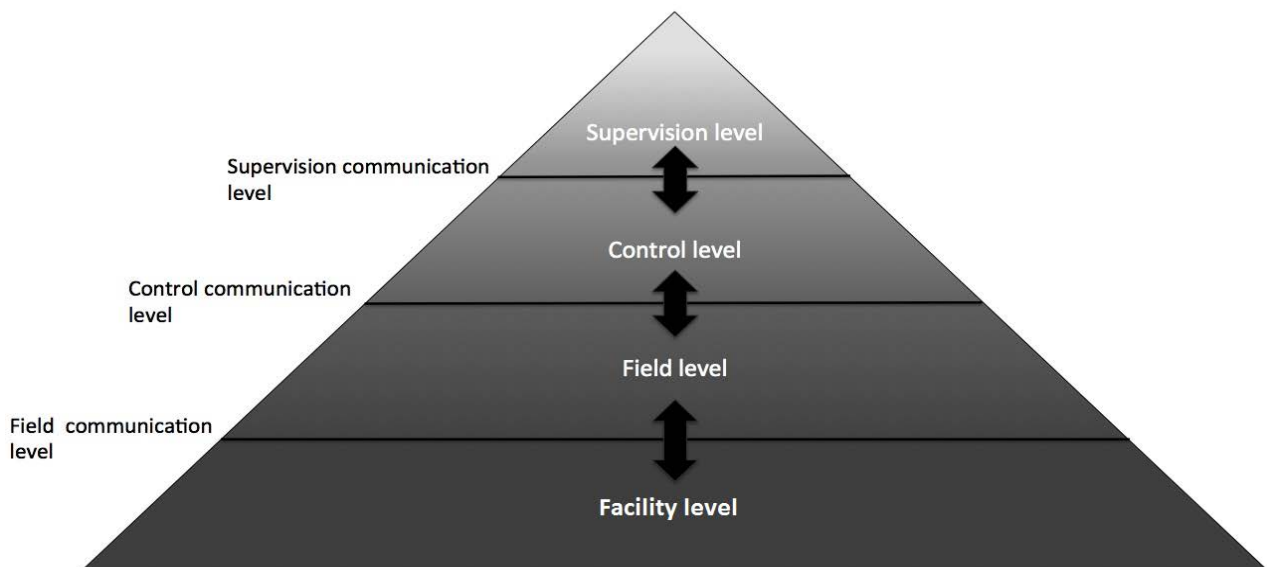 Supervision level
Supervision communication
level
Control level
Control communication
level
Field level
Field communication
level
Facility level